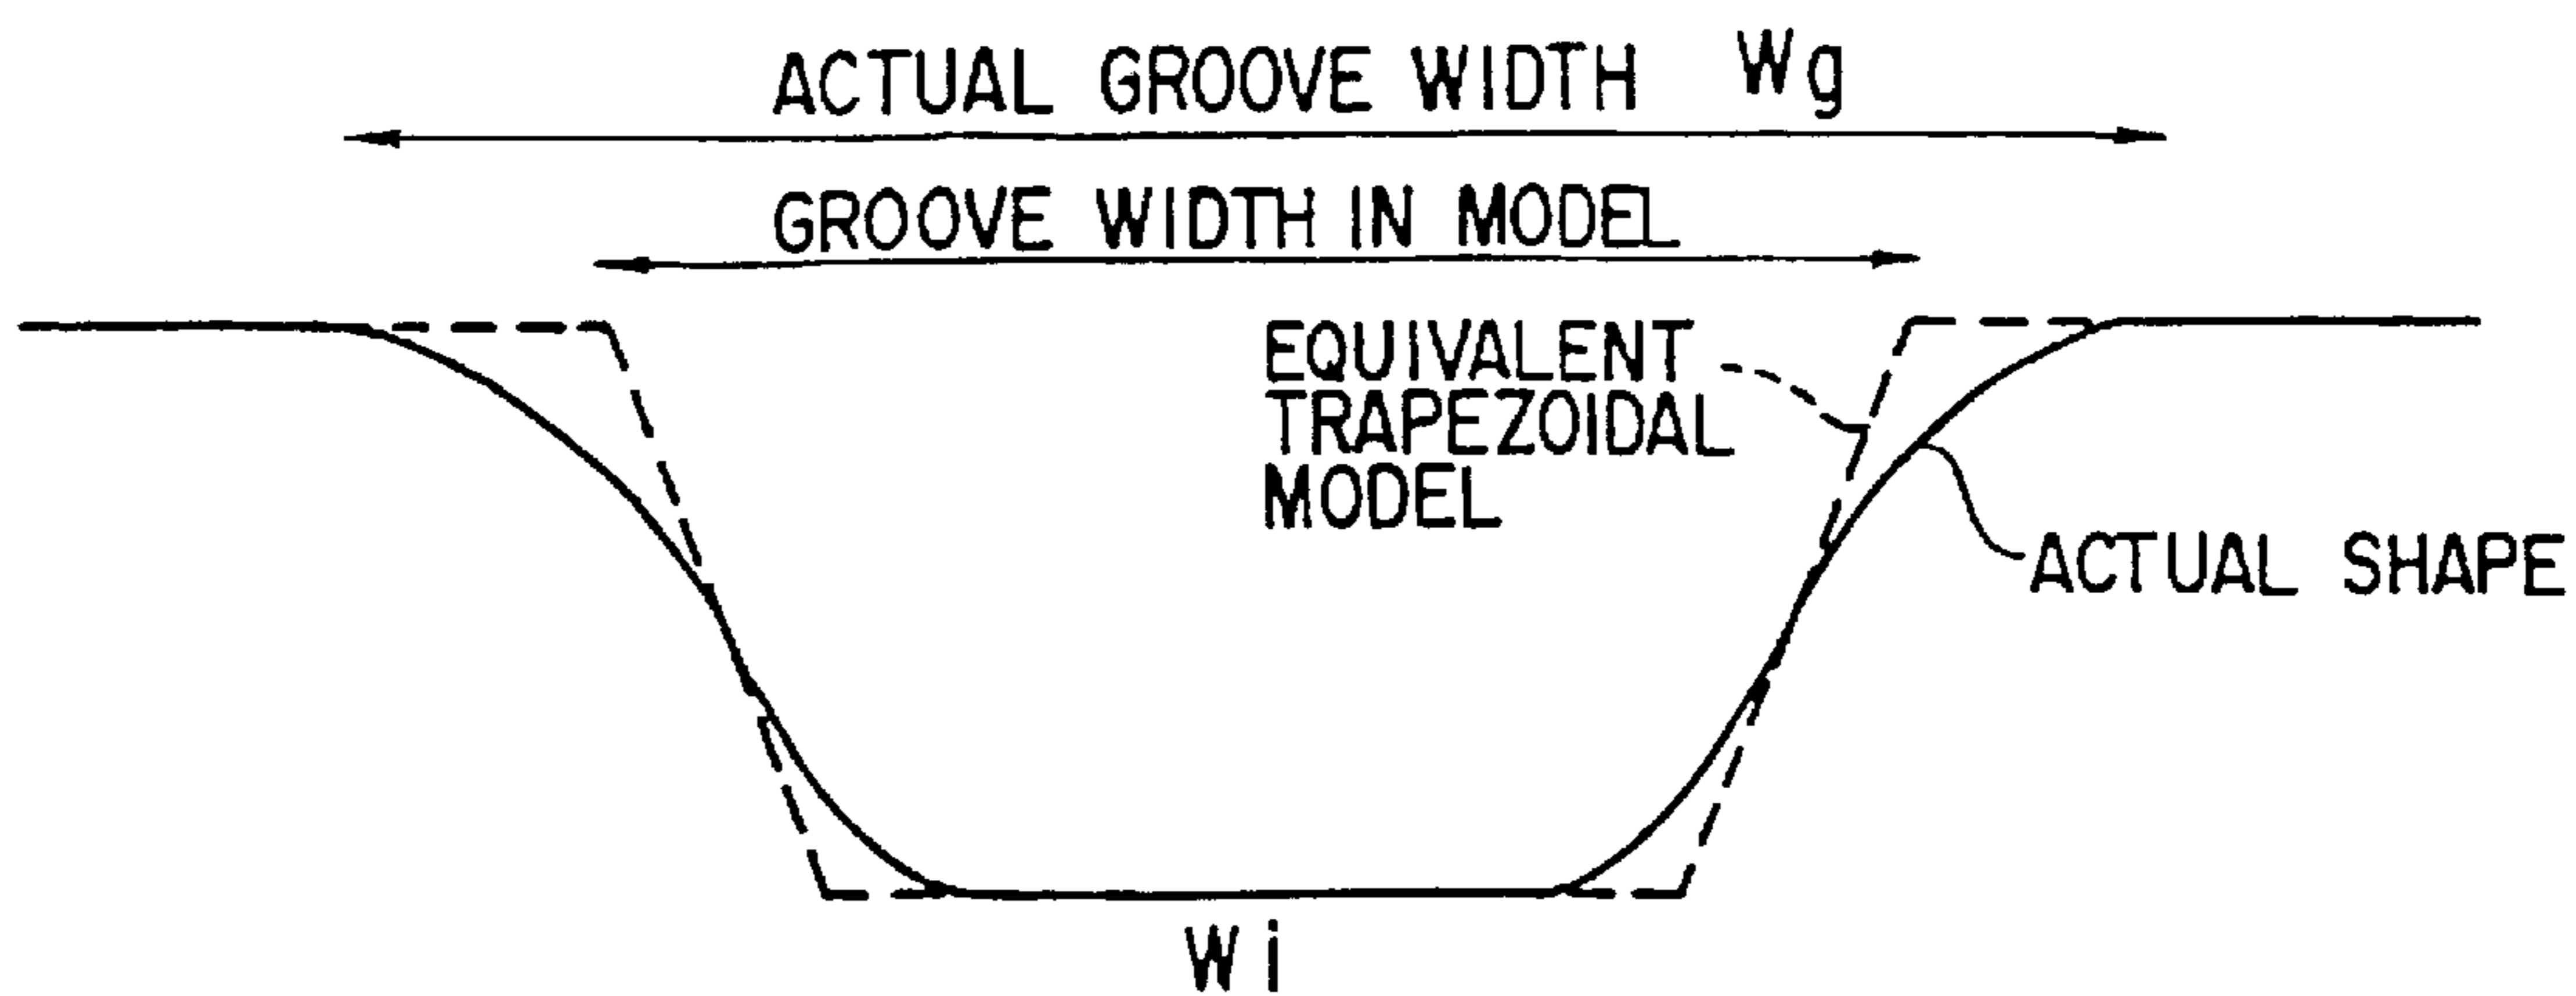 ACTUAL GROOVE WIDTH Wg
GROOVE WIDTH IN MODEL
EQUIVALENT
TRAPEZOIDAL
MODEL
ACTUAL SHAPE
Wi